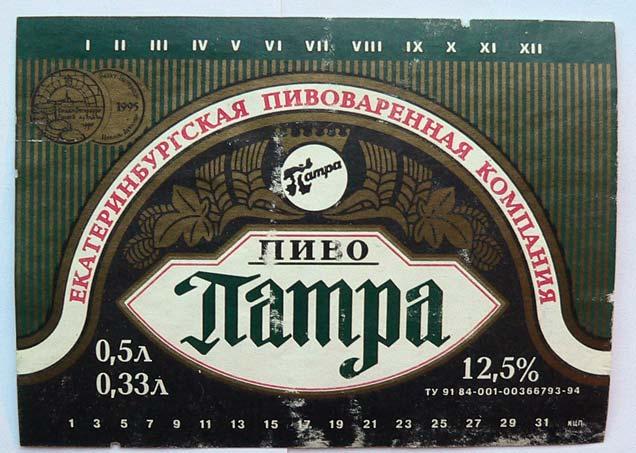 I II III IV V VI VII VIII IX X XI XII
1995
ЕКАТЕРИНБУРГСКАЯ ПИВОВАРЕННАЯ КОМПАНИЯ
Патра
ПИВО
Патра
0,5л
0,33л
12,5%
ТУ 91 84-001-00366793-94
1 3 5 7 9 11 13 15 17 19 21 23 25 27 29 31 КЦП